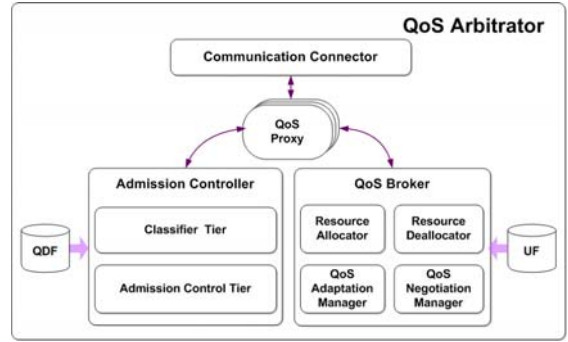 QoS Arbitrator
Communication Connector
QoS
Proxy
Admission Controller
QoS Broker
Classifier Tier
Resource
Allocator
Resource
Deallocator
QDF
UF
Admission Control Tier
QoS
Adaptation
Manager
QoS
Negotiation
Manager